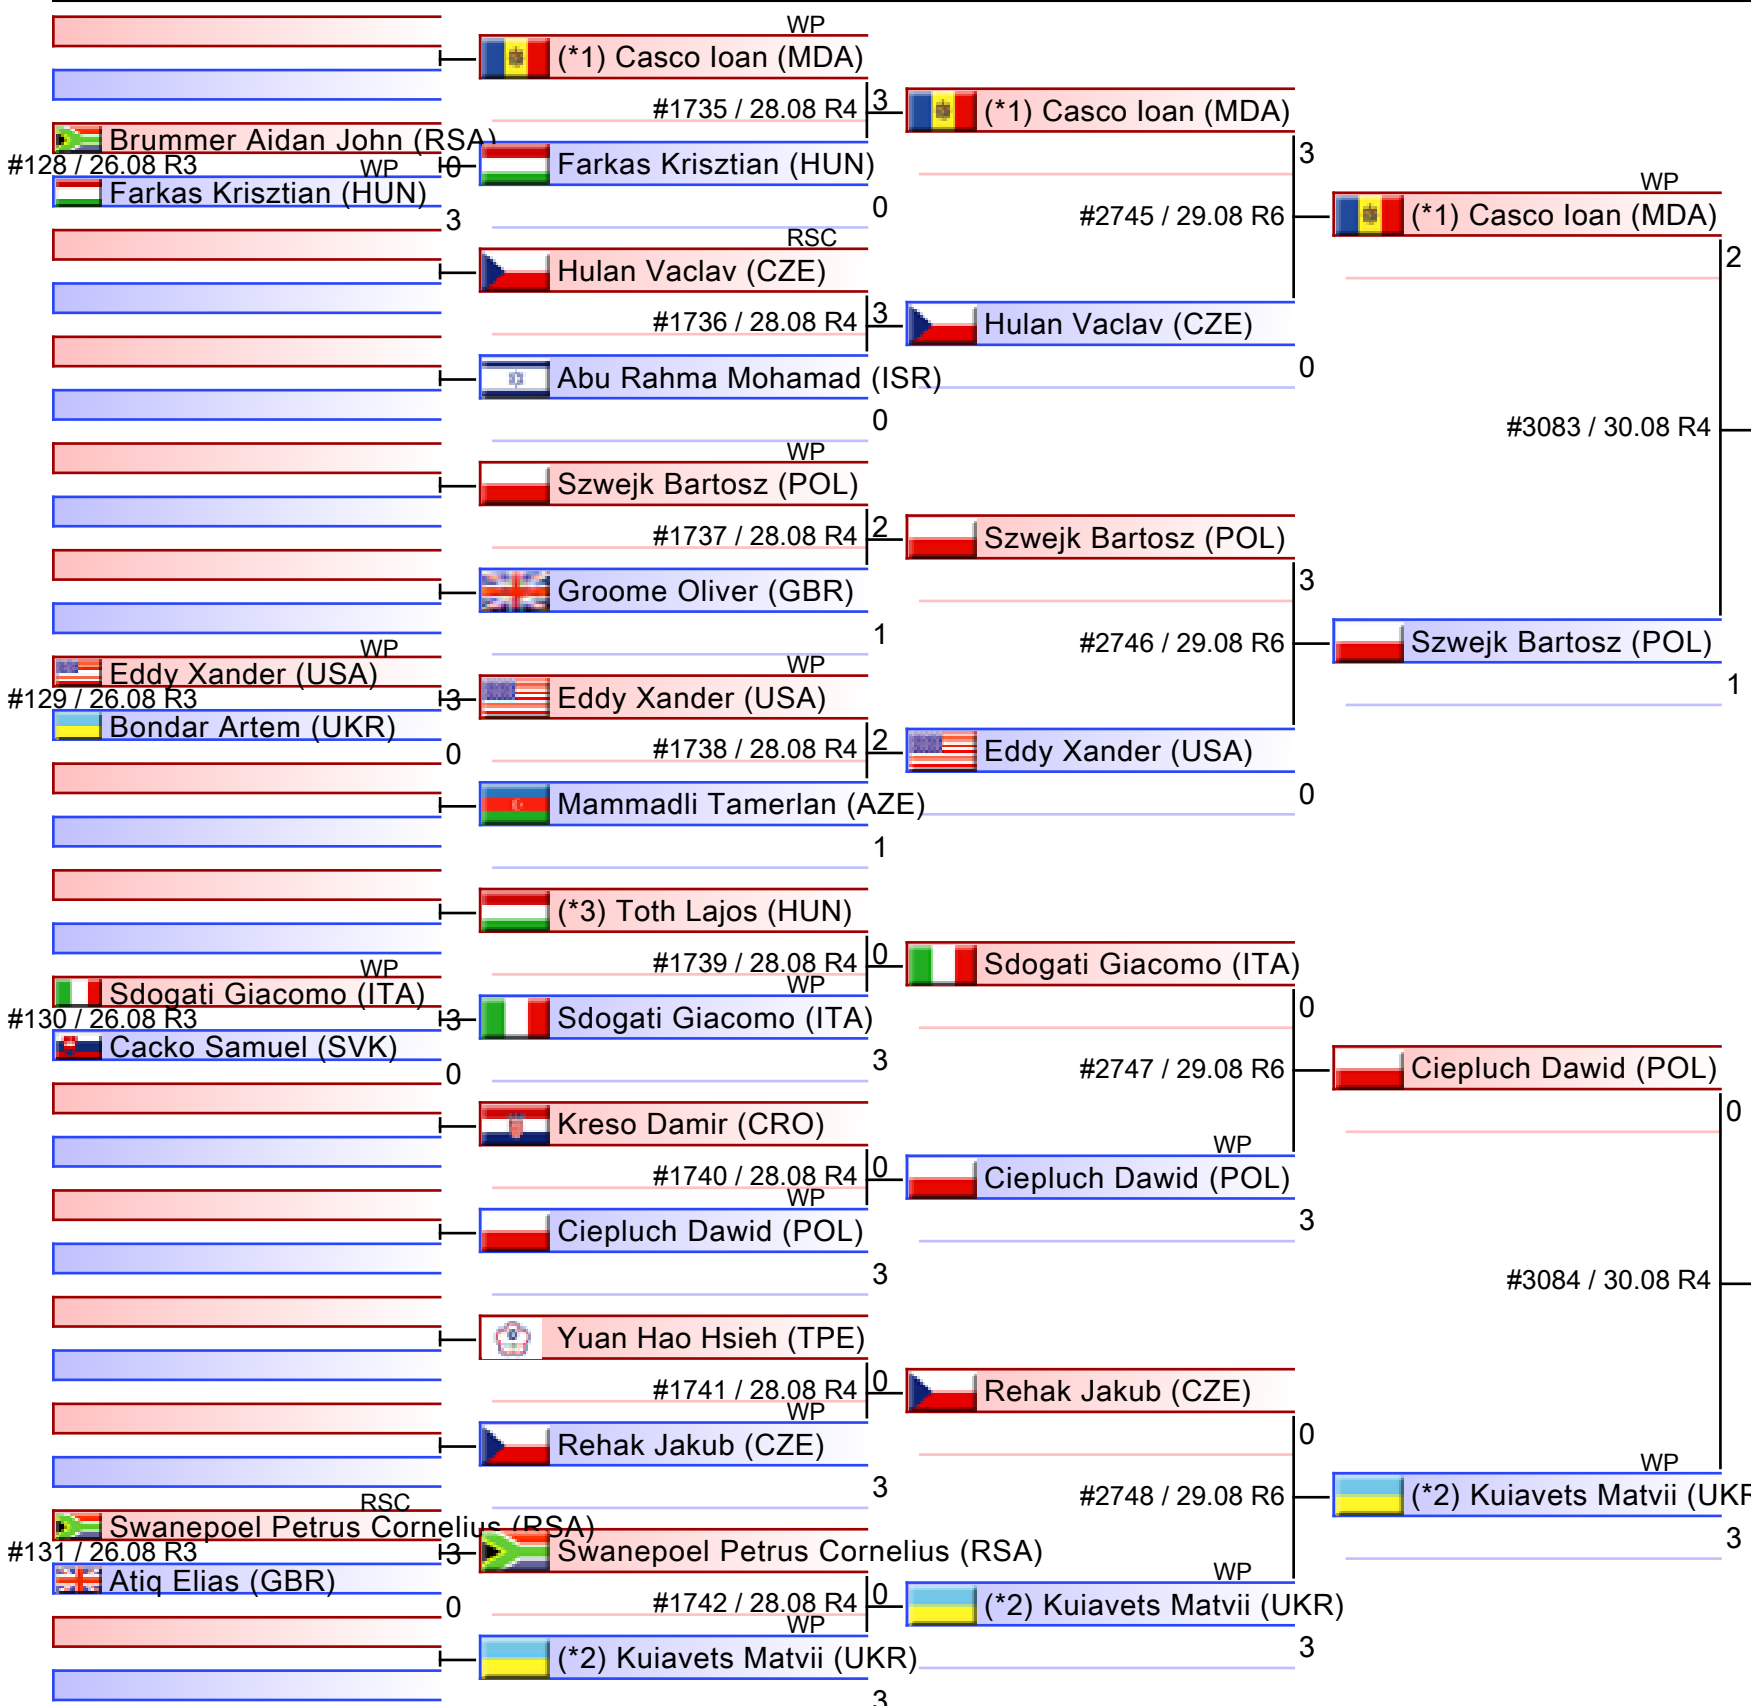 WP
(*1) Casco Ioan (MDA)
#1735 / 28.08 R4
3
(*1) Casco Ioan (MDA)
Brummer Aidan John (RSA)
#128 / 26.08 R3
WP
0
Farkas Krisztian (HUN)
3
Farkas Krisztian (HUN)
0
3
#2745 / 29.08 R6
WP
(*1) Casco Ioan (MDA)
2
RSC
Hulan Vaclav (CZE)
#1736 / 28.08 R4
3
Hulan Vaclav (CZE)
0
Abu Rahma Mohamad (ISR)
0
#3083 / 30.08 R4
WP
Szwejk Bartosz (POL)
#1737 / 28.08 R4
2
Szwejk Bartosz (POL)
3
Groome Oliver (GBR)
1
#2746 / 29.08 R6
Szwejk Bartosz (POL)
1
WP
Eddy Xander (USA)
#129 / 26.08 R3
3
Bondar Artem (UKR)
0
WP
Eddy Xander (USA)
#1738 / 28.08 R4
2
Eddy Xander (USA)
0
Mammadli Tamerlan (AZE)
1
(*3) Toth Lajos (HUN)
#1739 / 28.08 R4
0
Sdogati Giacomo (ITA)
0
WP
Sdogati Giacomo (ITA)
#130 / 26.08 R3
3
Cacko Samuel (SVK)
0
WP
Sdogati Giacomo (ITA)
3
#2747 / 29.08 R6
Ciepluch Dawid (POL)
0
Kreso Damir (CRO)
#1740 / 28.08 R4
0
WP
Ciepluch Dawid (POL)
3
WP
Ciepluch Dawid (POL)
3
#3084 / 30.08 R4
Yuan Hao Hsieh (TPE)
#1741 / 28.08 R4
0
Rehak Jakub (CZE)
0
WP
Rehak Jakub (CZE)
3
#2748 / 29.08 R6
WP
(*2) Kuiavets Matvii (UKR
3
RSC
Swanepoel Petrus Cornelius (RSA)
#131 / 26.08 R3
3
Atiq Elias (GBR)
0
Swanepoel Petrus Cornelius (RSA)
#1742 / 28.08 R4
0
WP
(*2) Kuiavets Matvii (UKR)
3
WP
(*2) Kuiavets Matvii (UKR)
3